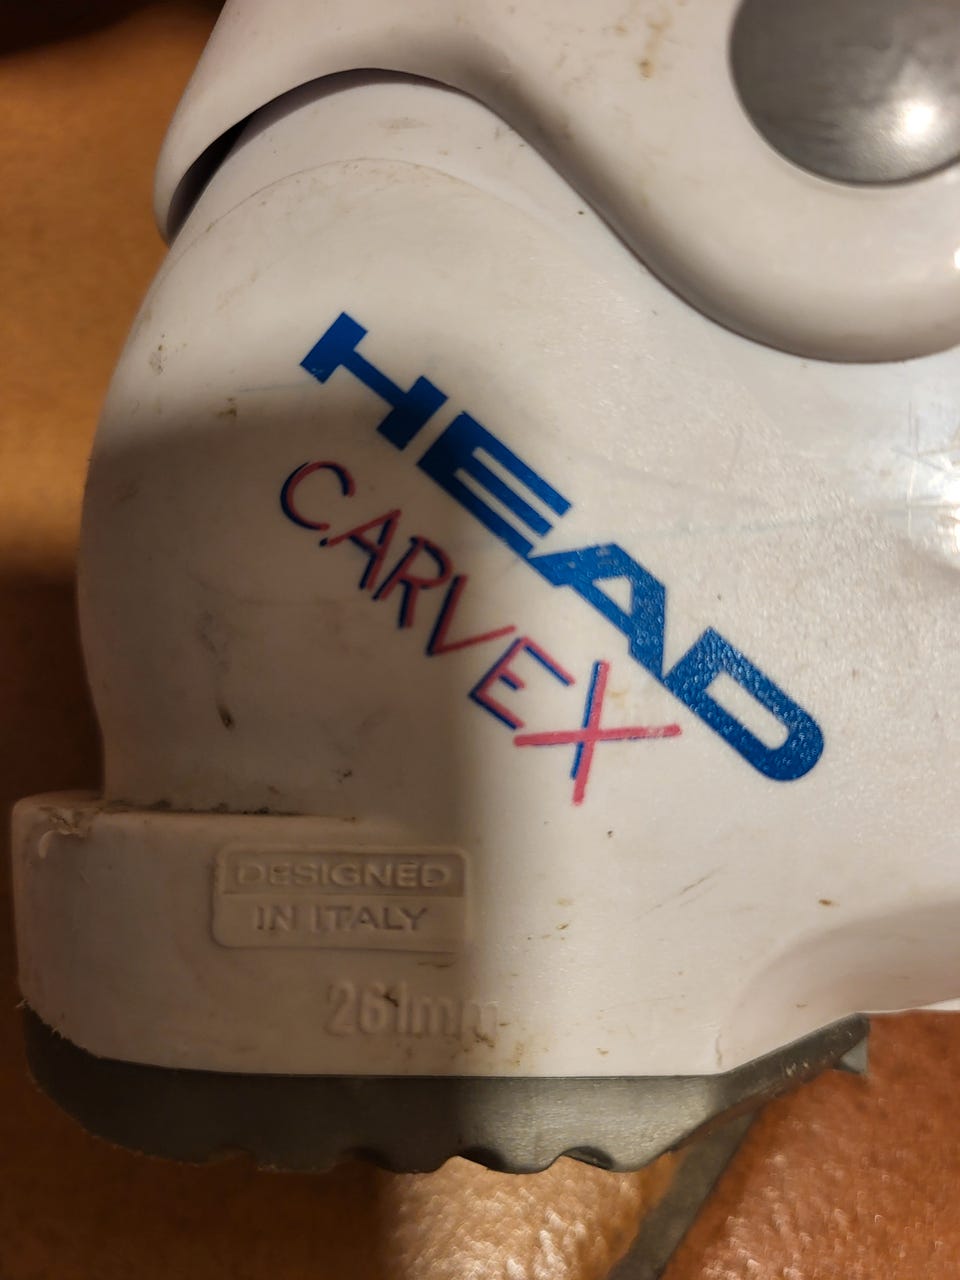 HEAD
CARVEX
DESIGNED
IN ITALY
261mm